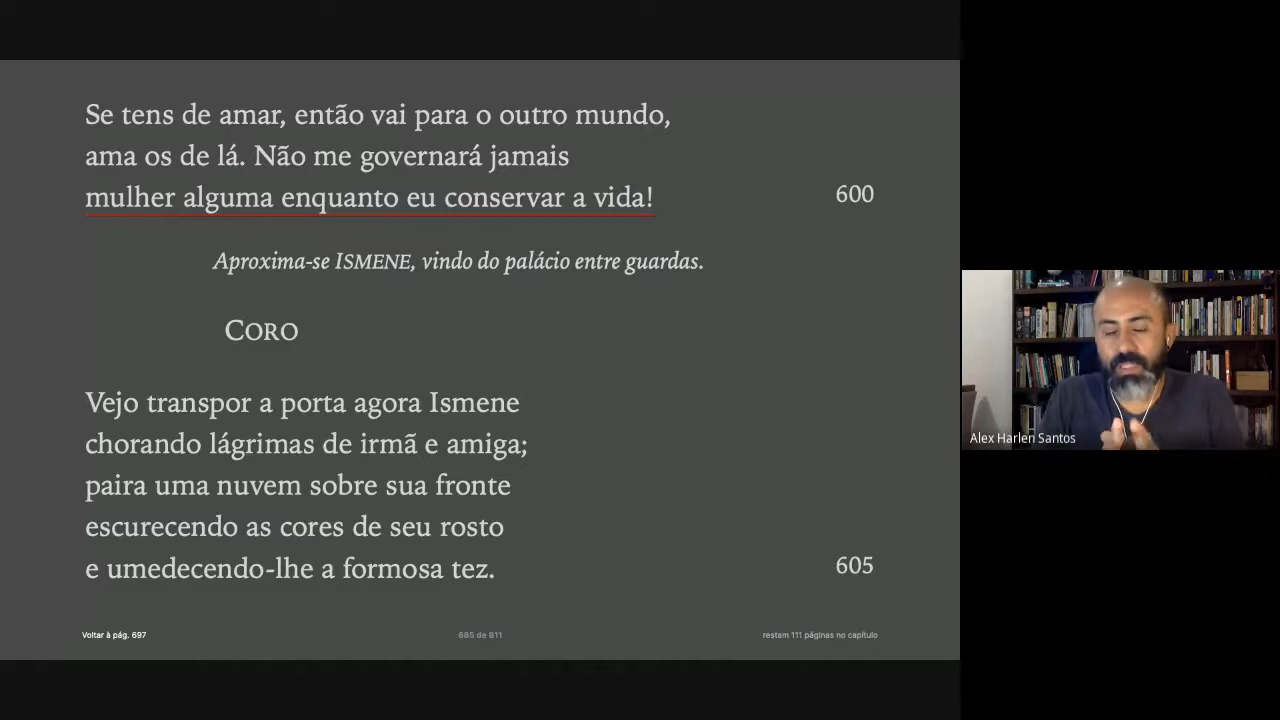 Se tens de amar, então vai para o outro mundo,
ama os de lá. Não me governará jamais
mulher alguma enquanto eu conservar a vida! 600
Aproxima-se ISMENE, vindo do palácio entre guardas.
CORO
Vejo transpor a porta agora Ismene
chorando lágrimas de irmã e amiga;
paira uma nuvem sobre sua fronte
escurecendo as cores de seu rosto
e umedecendo-lhe a formosa tez. 605
Voltar à pág. 697 685 de 811 restam 111 páginas no capítulo
Alex Harlen Santos